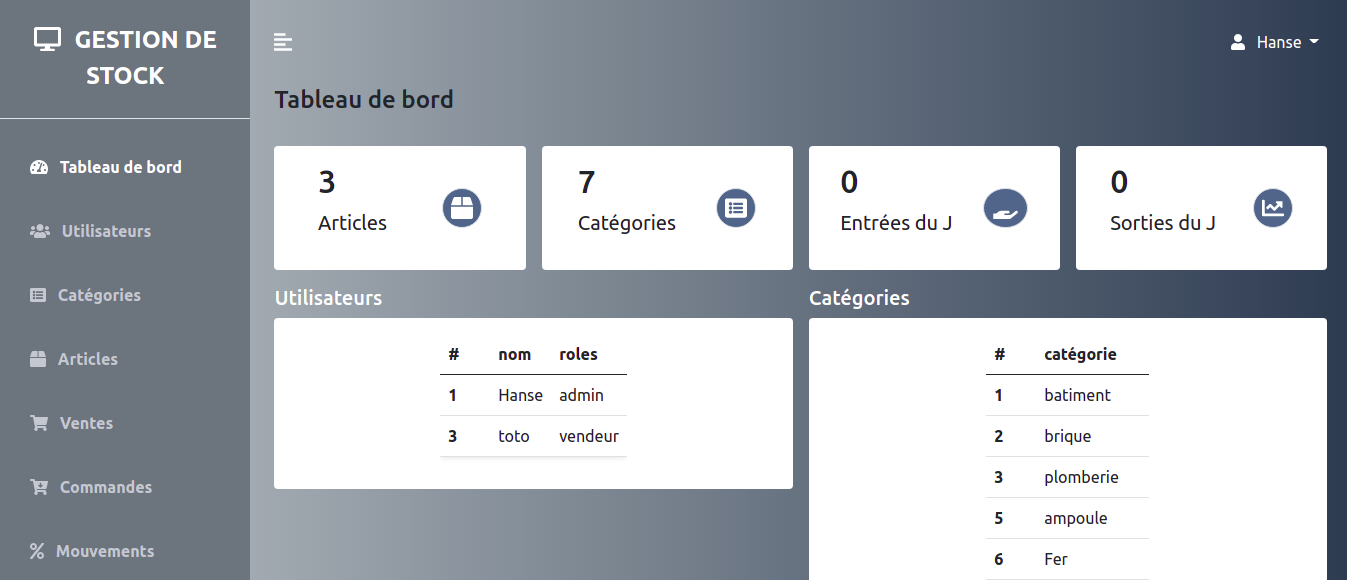 GESTION DE
STOCK
Tableau de bord
Utilisateurs
Catégories
Articles
Ventes
Commandes
Mouvements
Hanse
Tableau de bord
3
Articles
7
Catégories
0
Entrées du J
0
Sorties du J
Utilisateurs
# nom roles
1 Hanse admin
3 toto vendeur
Catégories
# catégorie
1 batiment
2 brique
3 plomberie
5 ampoule
6 Fer